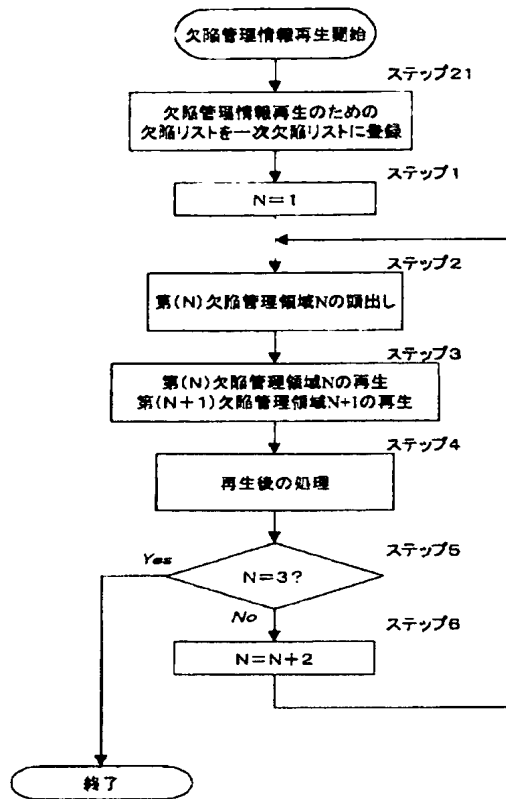 欠陥管理情報再生開始
ステップ21
欠陥管理情報再生のための
欠陥リストを一次欠陥リストに登録
ステップ1
N=1
ステップ2
第(N)欠陥管理領域Nの頭出し
ステップ3
第(N)欠陥管理領域Nの再生
第(N+1)欠陥管理領域N+1の再生
ステップ4
再生後の処理
ステップ5
Yes
N=3?
No
ステップ6
N=N+2
終了